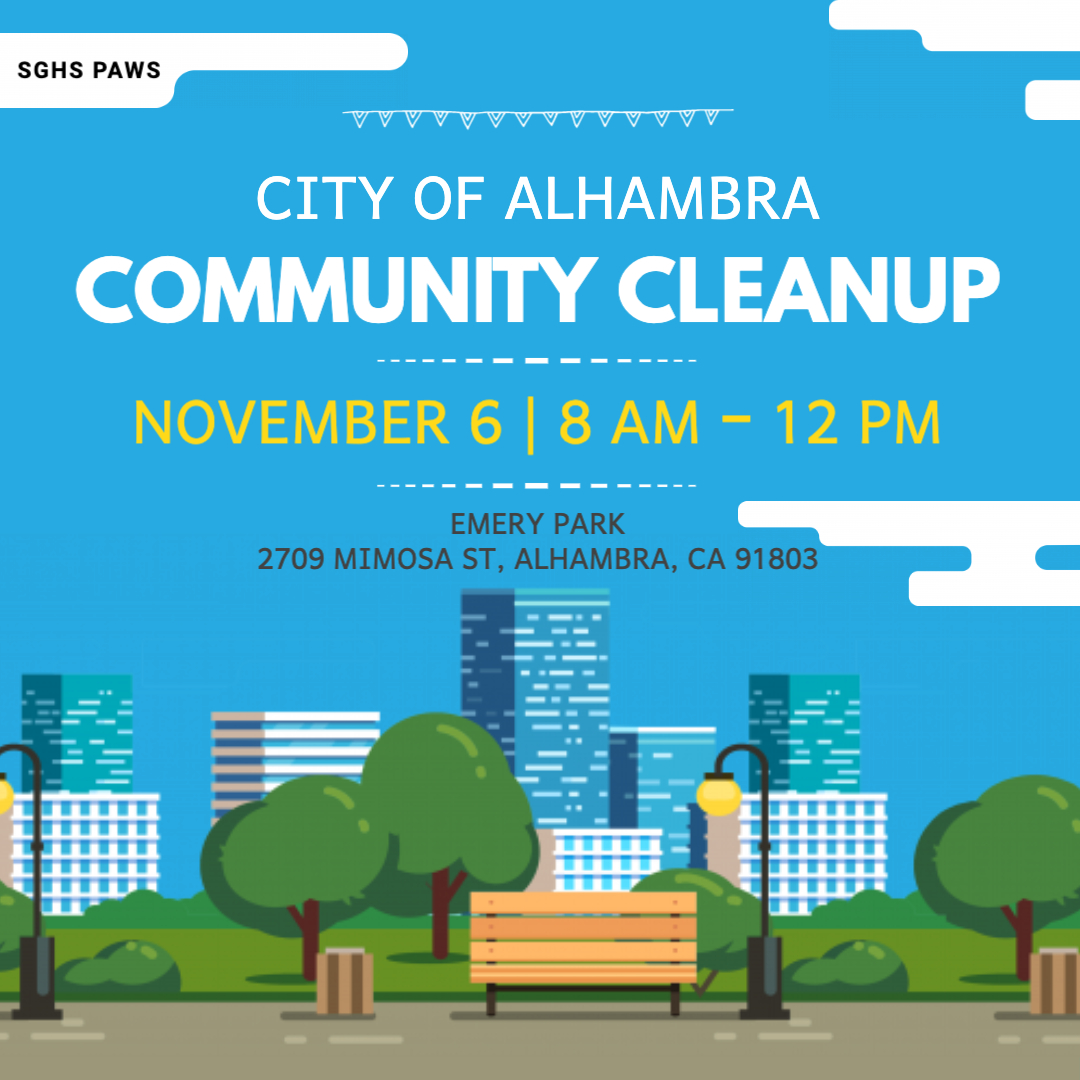 SGHS PAWS
CITY OF ALHAMBRA
COMMUNITY CLEANUP
NOVEMBER 6 | 8 AM – 12 PM
EMERY PARK
2709 MIMOSA ST, ALHAMBRA, CA 91803